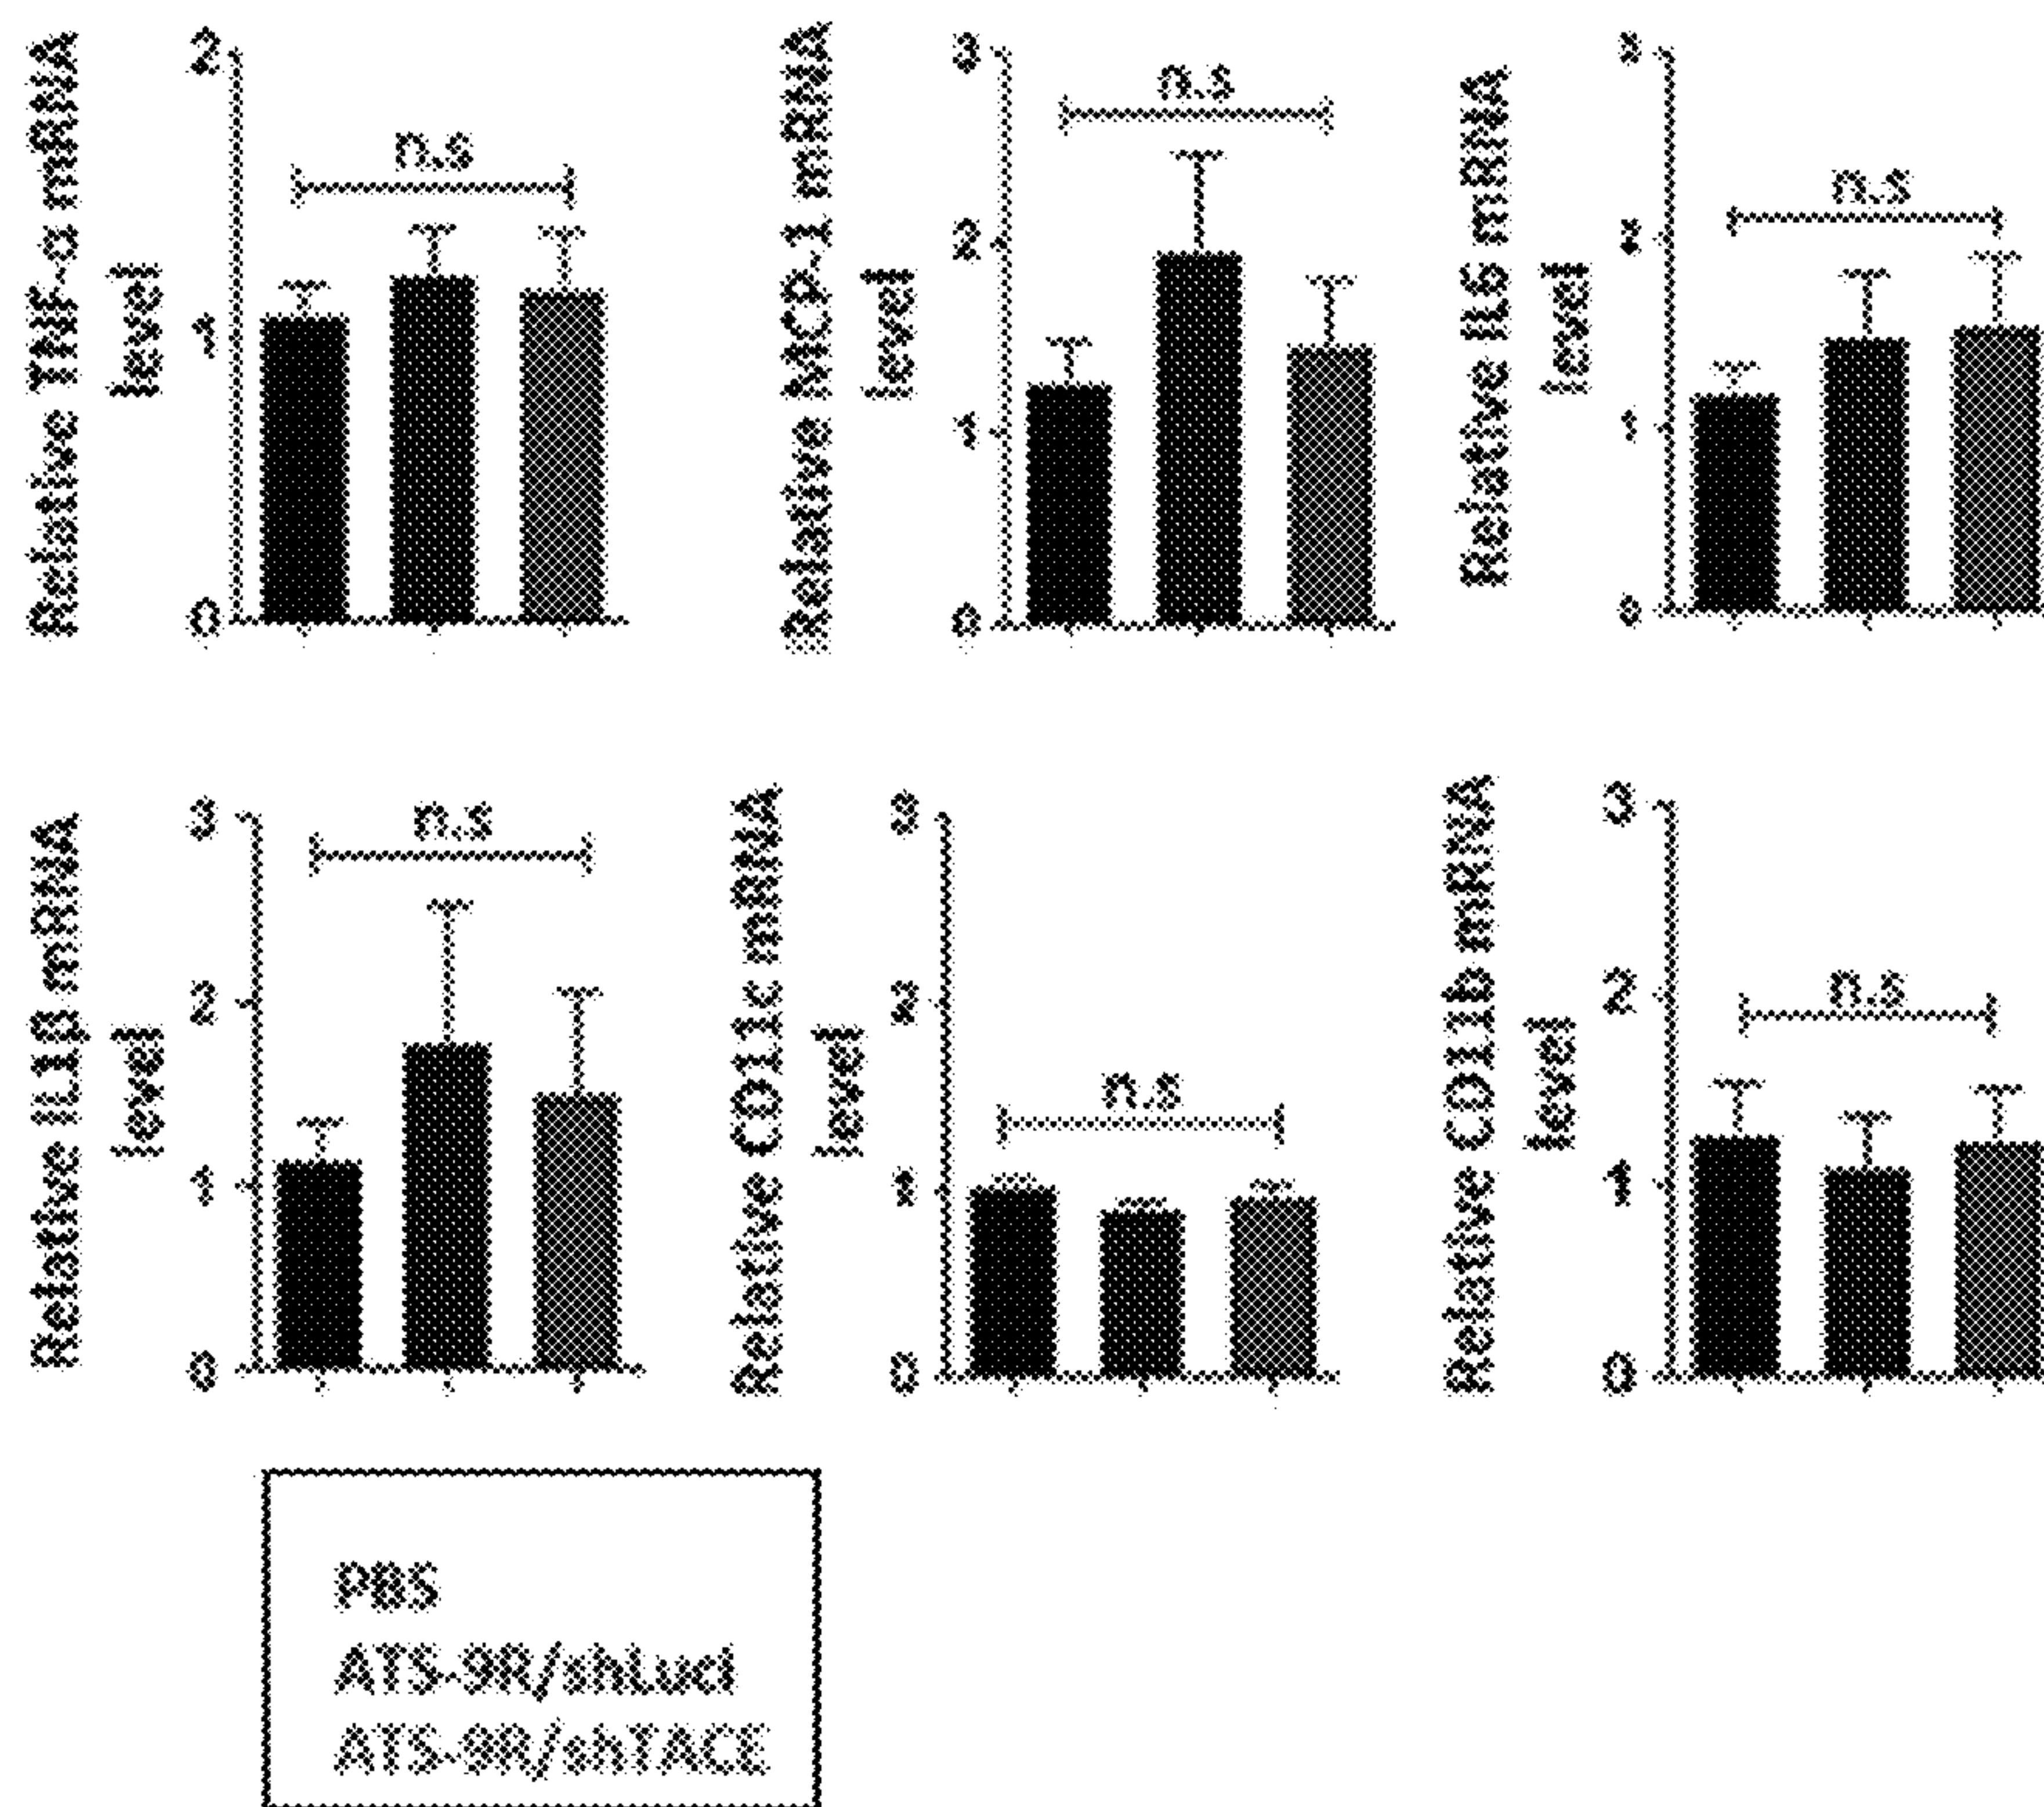 Relative TNF-α mRNA
level
2
1
0
n.s
Relative MCP-1 mRNA
level
3
2
1
0
n.s
Relative IL6 mRNA
level
3
2
1
0
n.s
Relative IL1β mRNA
level
3
2
1
0
n.s
Relative CD11c mRNA
level
3
2
1
0
n.s
Relative CD11b mRNA
level
3
2
1
0
n.s
PBS
ATS-9R/shLuci
ATS-9R/shTACE